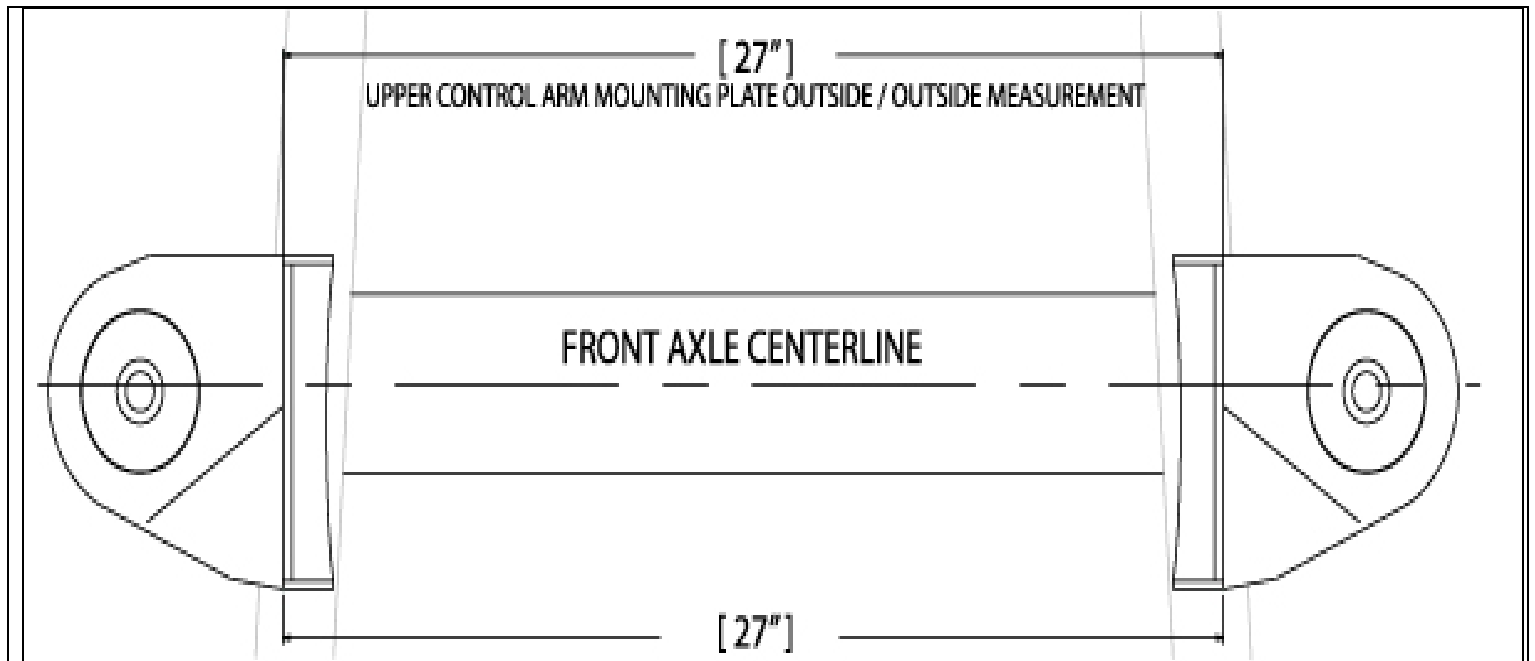 [ 27" ]
UPPER CONTROL ARM MOUNTING PLATE OUTSIDE / OUTSIDE MEASUREMENT
FRONT AXLE CENTERLINE
[ 27" ]